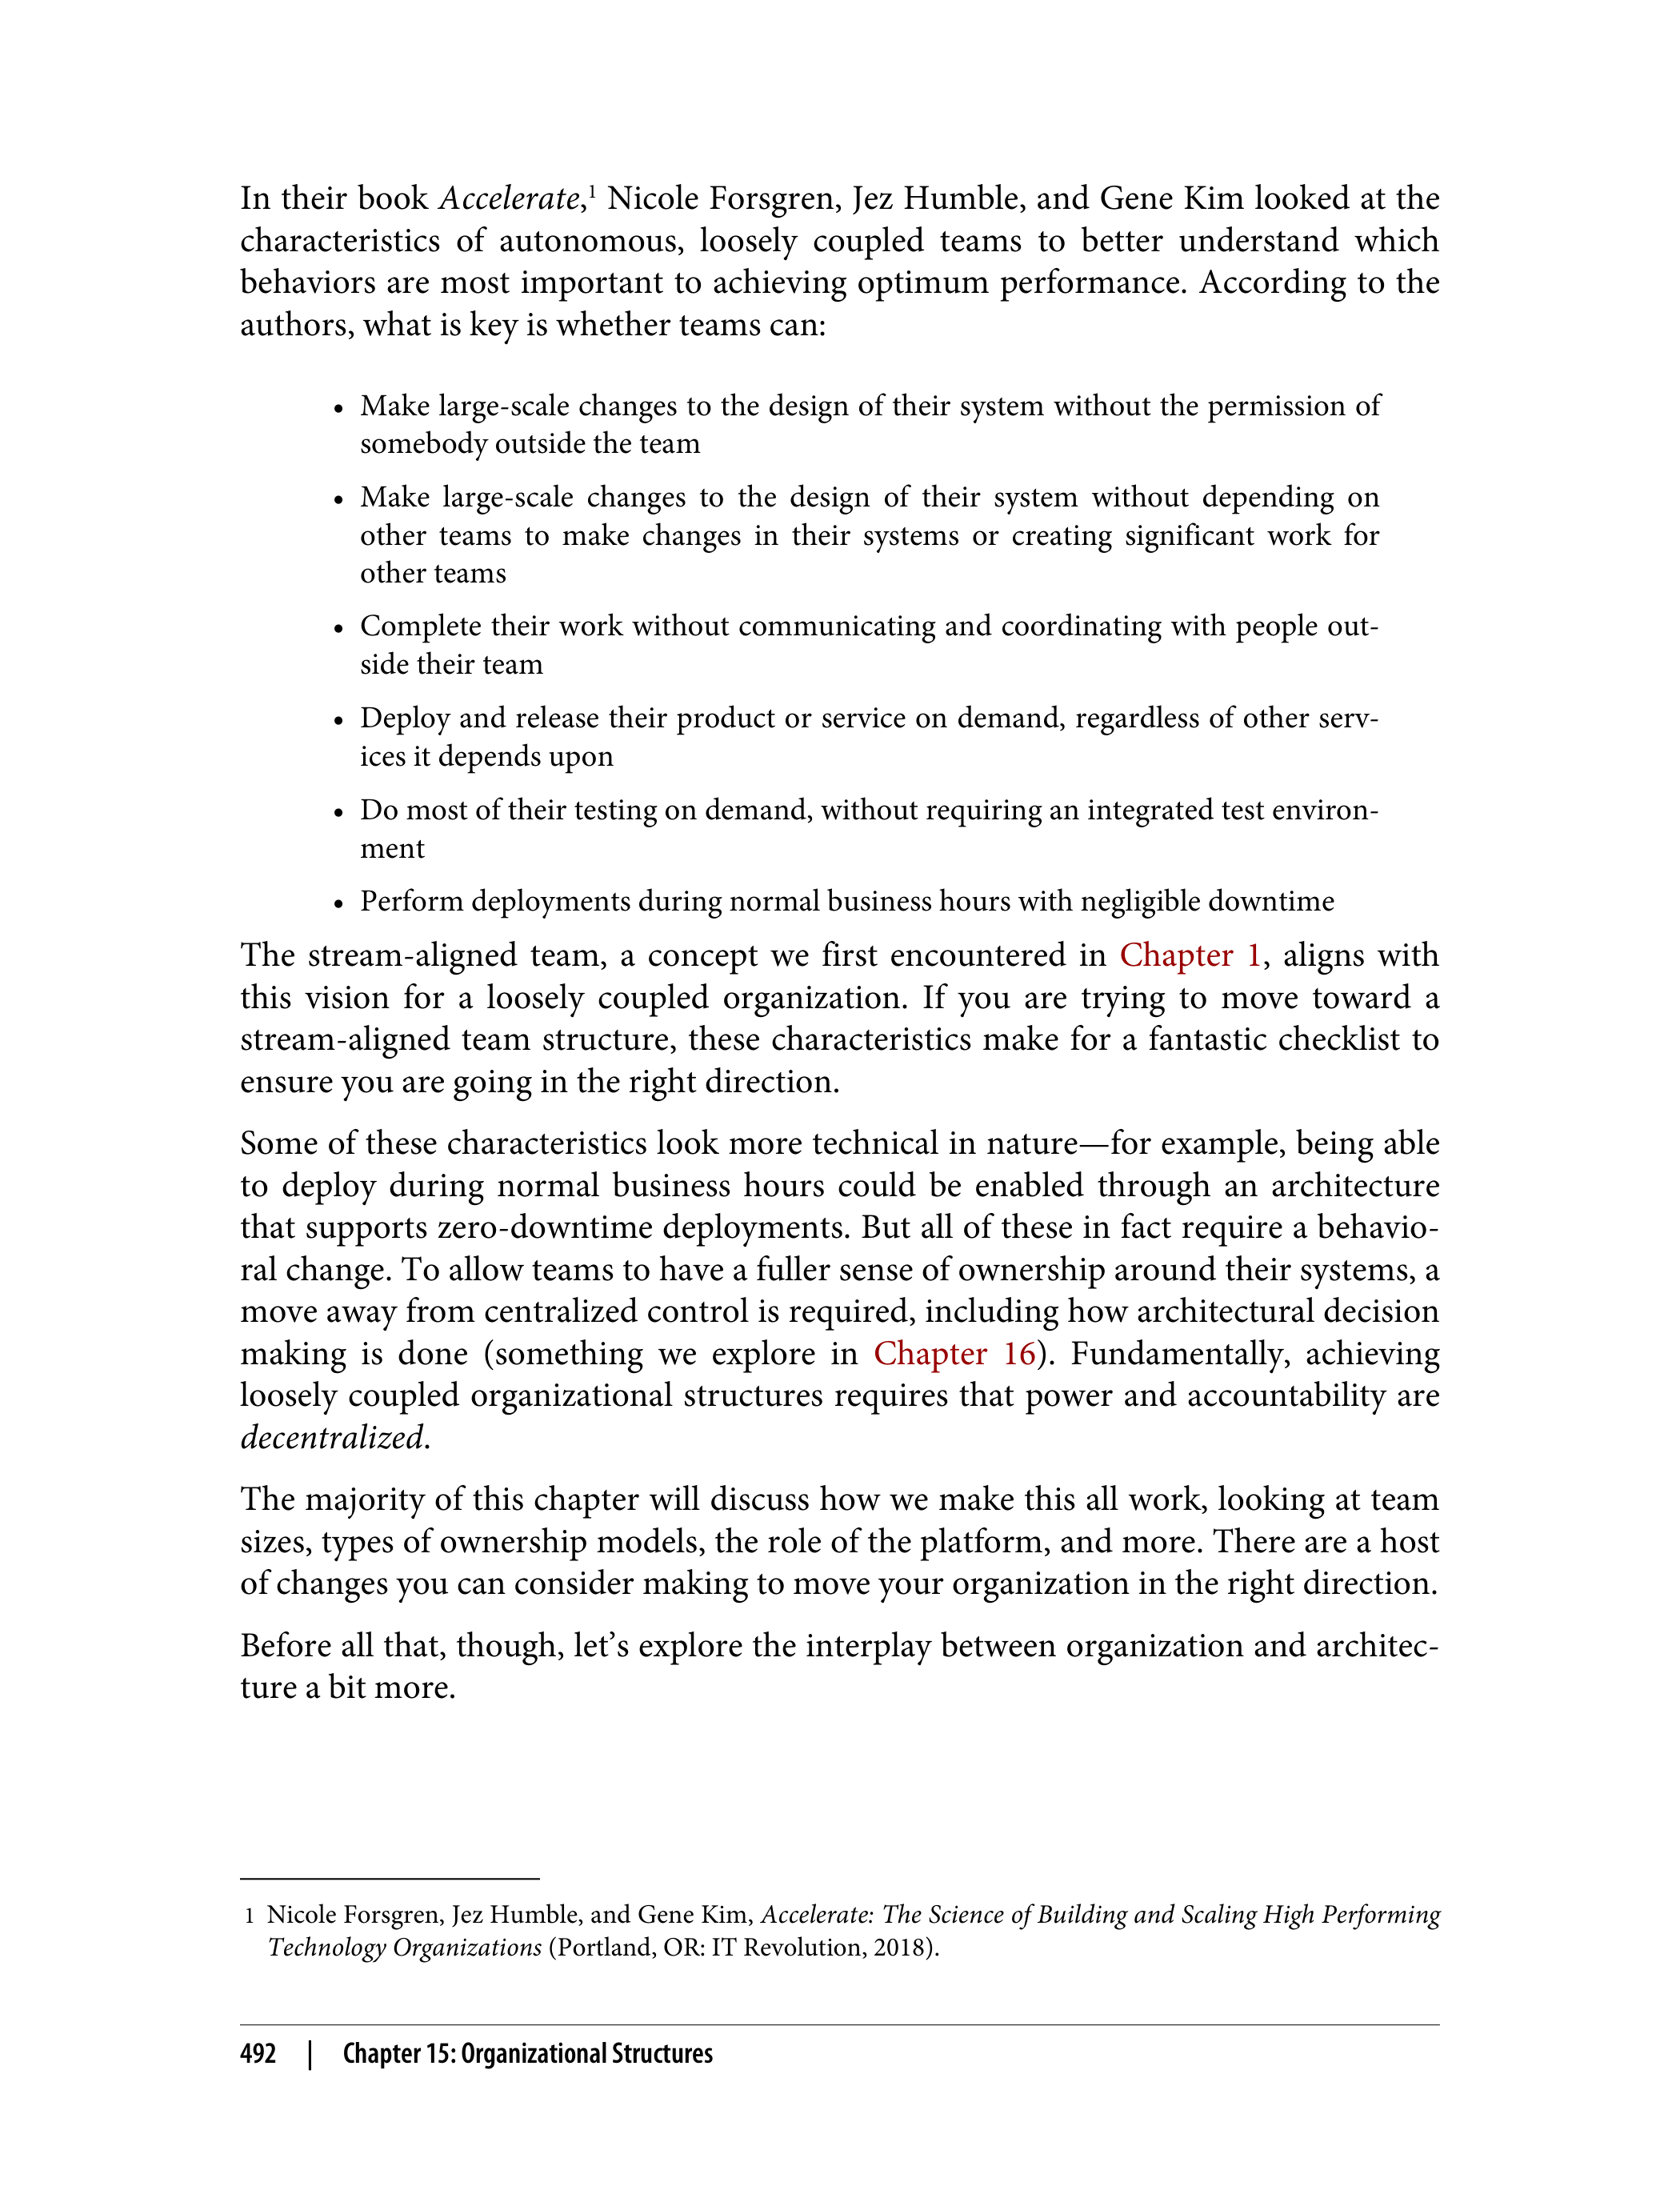 In their book Accelerate,1 Nicole Forsgren, Jez Humble, and Gene Kim looked at the
characteristics of autonomous, loosely coupled teams to better understand which
behaviors are most important to achieving optimum performance. According to the
authors, what is key is whether teams can:
• Make large-scale changes to the design of their system without the permission of
somebody outside the team
• Make large-scale changes to the design of their system without depending on
other teams to make changes in their systems or creating significant work for
other teams
• Complete their work without communicating and coordinating with people out-
side their team
• Deploy and release their product or service on demand, regardless of other serv-
ices it depends upon
• Do most of their testing on demand, without requiring an integrated test environ-
ment
• Perform deployments during normal business hours with negligible downtime
The stream-aligned team, a concept we first encountered in Chapter 1, aligns with
this vision for a loosely coupled organization. If you are trying to move toward a
stream-aligned team structure, these characteristics make for a fantastic checklist to
ensure you are going in the right direction.
Some of these characteristics look more technical in nature—for example, being able
to deploy during normal business hours could be enabled through an architecture
that supports zero-downtime deployments. But all of these in fact require a behavio-
ral change. To allow teams to have a fuller sense of ownership around their systems, a
move away from centralized control is required, including how architectural decision
making is done (something we explore in Chapter 16). Fundamentally, achieving
loosely coupled organizational structures requires that power and accountability are
decentralized.
The majority of this chapter will discuss how we make this all work, looking at team
sizes, types of ownership models, the role of the platform, and more. There are a host
of changes you can consider making to move your organization in the right direction.
Before all that, though, let’s explore the interplay between organization and architec-
ture a bit more.
1 Nicole Forsgren, Jez Humble, and Gene Kim, Accelerate: The Science of Building and Scaling High Performing
Technology Organizations (Portland, OR: IT Revolution, 2018).
492 | Chapter 15: Organizational Structures